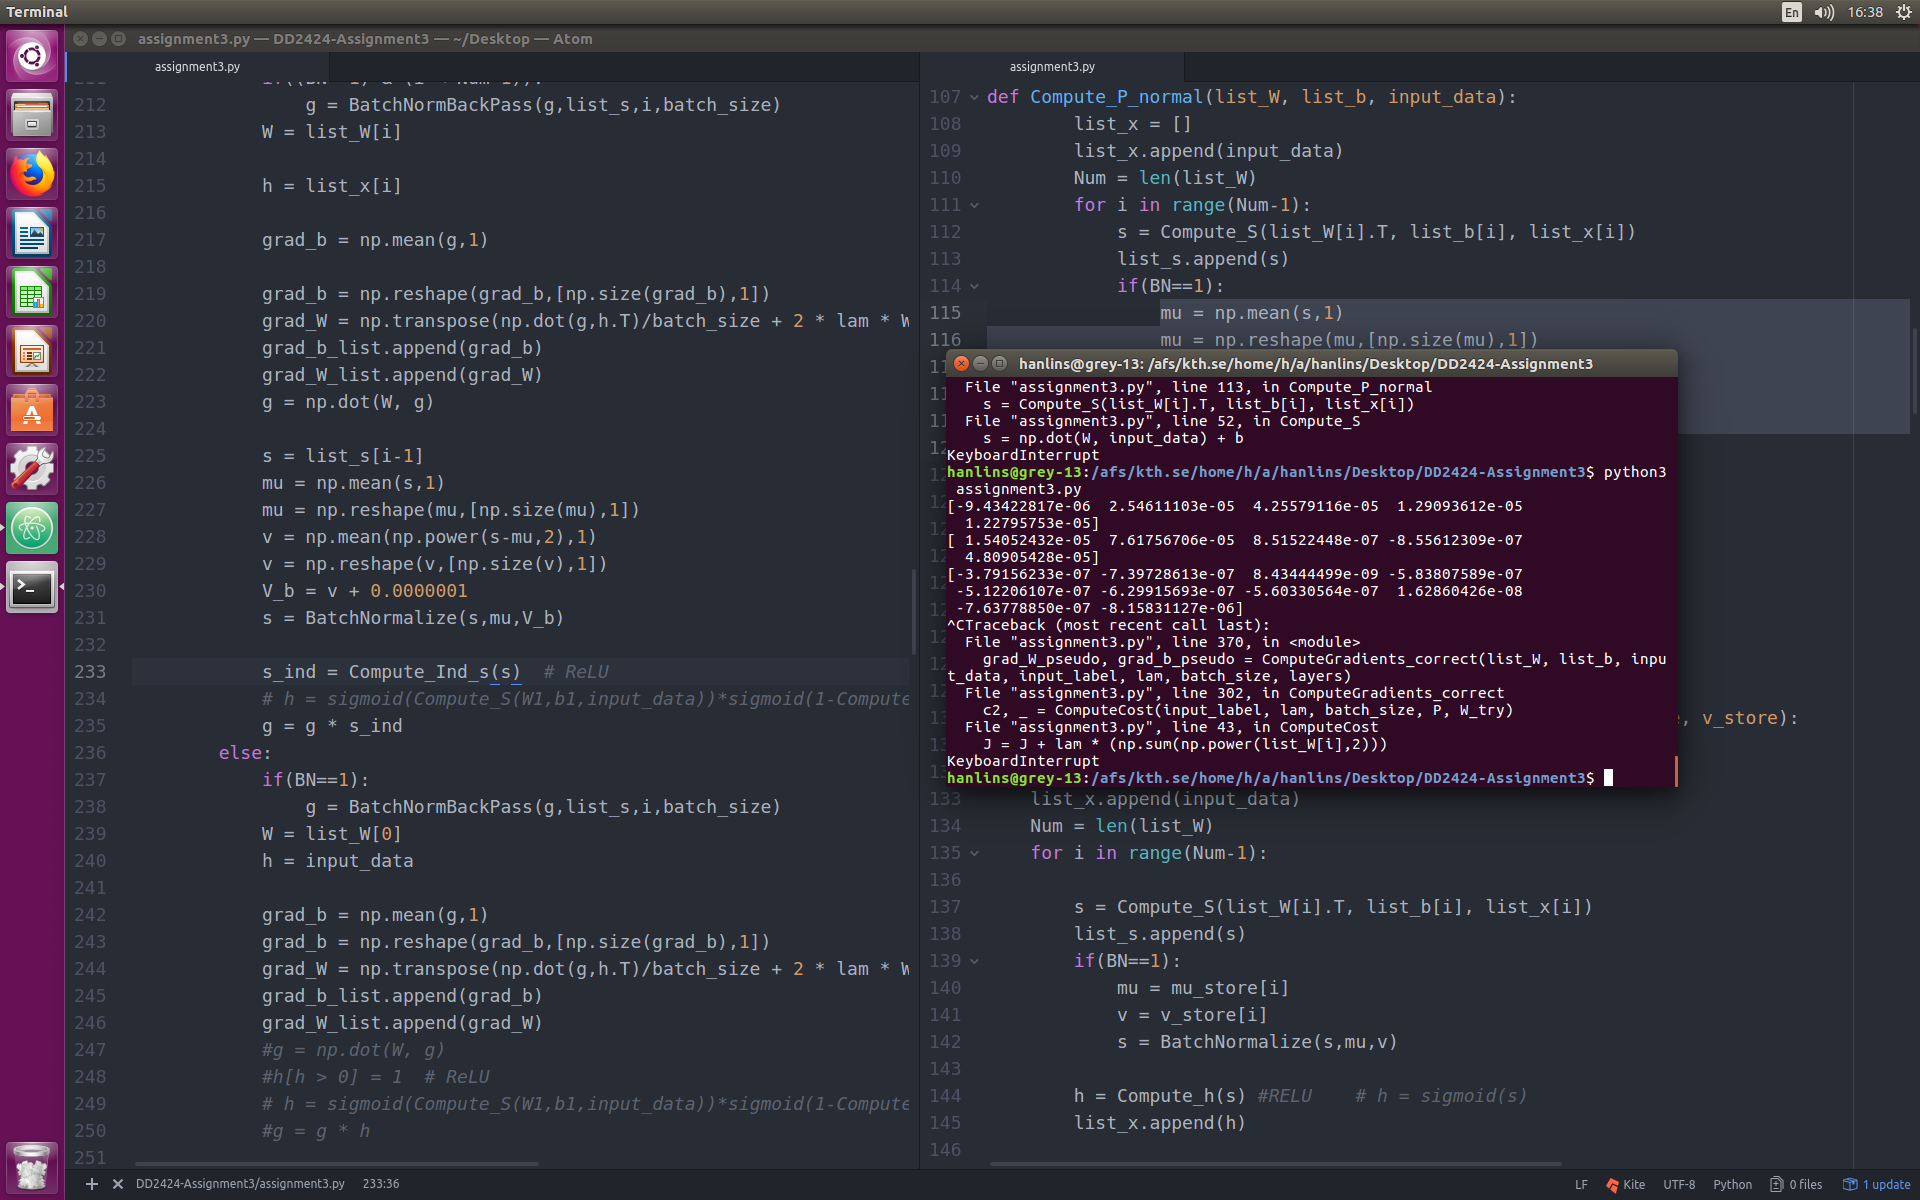 Terminal
En
16:38
assignment3.py — DD2424-Assignment3 — ~/Desktop — Atom
assignment3.py
212 g = BatchNormBackPass(g,list_s,i,batch_size)
213 W = list_W[i]
214
215 h = list_x[i]
216
217 grad_b = np.mean(g,1)
218
219 grad_b = np.reshape(grad_b,[np.size(grad_b),1])
220 grad_W = np.transpose(np.dot(g,h.T)/batch_size + 2 * lam * W
221 grad_b_list.append(grad_b)
222 grad_W_list.append(grad_W)
223 g = np.dot(W, g)
224
225 s = list_s[i-1]
226 mu = np.mean(s,1)
227 mu = np.reshape(mu,[np.size(mu),1])
228 v = np.mean(np.power(s-mu,2),1)
229 v = np.reshape(v,[np.size(v),1])
230 V_b = v + 0.0000001
231 s = BatchNormalize(s,mu,V_b)
232
233 s_ind = Compute_Ind_s(s)  # ReLU
234 # h = sigmoid(Compute_S(W1,b1,input_data))*sigmoid(1-Compute
235 g = g * s_ind
236 else:
237 if(BN==1):
238 g = BatchNormBackPass(g,list_s,i,batch_size)
239 W = list_W[0]
240 h = input_data
241
242 grad_b = np.mean(g,1)
243 grad_b = np.reshape(grad_b,[np.size(grad_b),1])
244 grad_W = np.transpose(np.dot(g,h.T)/batch_size + 2 * lam * W
245 grad_b_list.append(grad_b)
246 grad_W_list.append(grad_W)
247 #g = np.dot(W, g)
248 #h[h > 0] = 1  # ReLU
249 # h = sigmoid(Compute_S(W1,b1,input_data))*sigmoid(1-Compute
250 #g = g * h
251
assignment3.py
107 def Compute_P_normal(list_W, list_b, input_data):
108 list_x = []
109 list_x.append(input_data)
110 Num = len(list_W)
111 for i in range(Num-1):
112 s = Compute_S(list_W[i].T, list_b[i], list_x[i])
113 list_s.append(s)
114 if(BN==1):
115 mu = np.mean(s,1)
116 mu = np.reshape(mu,[np.size(mu),1])
hanlins@grey-13: /afs/kth.se/home/h/a/hanlins/Desktop/DD2424-Assignment3
File "assignment3.py", line 113, in Compute_P_normal
s = Compute_S(list_W[i].T, list_b[i], list_x[i])
File "assignment3.py", line 52, in Compute_S
s = np.dot(W, input_data) + b
KeyboardInterrupt
hanlins@grey-13:/afs/kth.se/home/h/a/hanlins/Desktop/DD2424-Assignment3$ python3
assignment3.py
[-9.43422817e-06  2.54611103e-05  4.25579116e-05  1.29093612e-05
1.22795753e-05]
[ 1.54052432e-05  7.61756706e-05  8.51522448e-07 -8.55612309e-07
4.80905428e-05]
[-3.79156233e-07 -7.39728613e-07  8.43444499e-09 -5.83807589e-07
-5.12206107e-07 -6.29915693e-07 -5.60330564e-07  1.62860426e-08
-7.63778850e-07 -8.15831127e-06]
^CTraceback (most recent call last):
File "assignment3.py", line 370, in <module>
grad_W_pseudo, grad_b_pseudo = ComputeGradients_correct(list_W, list_b, inpu
t_data, input_label, lam, batch_size, layers)
File "assignment3.py", line 302, in ComputeGradients_correct
c2, _ = ComputeCost(input_label, lam, batch_size, P, W_try)
File "assignment3.py", line 43, in ComputeCost
J = J + lam * (np.sum(np.power(list_W[i],2)))
KeyboardInterrupt
hanlins@grey-13:/afs/kth.se/home/h/a/hanlins/Desktop/DD2424-Assignment3$
, v_store):
133 list_x.append(input_data)
134 Num = len(list_W)
135 for i in range(Num-1):
136
137 s = Compute_S(list_W[i].T, list_b[i], list_x[i])
138 list_s.append(s)
139 if(BN==1):
140 mu = mu_store[i]
141 v = v_store[i]
142 s = BatchNormalize(s,mu,v)
143
144 h = Compute_h(s) #RELU    # h = sigmoid(s)
145 list_x.append(h)
146
DD2424-Assignment3/assignment3.py 233:36
LF Kite UTF-8 Python 0 files 1 update